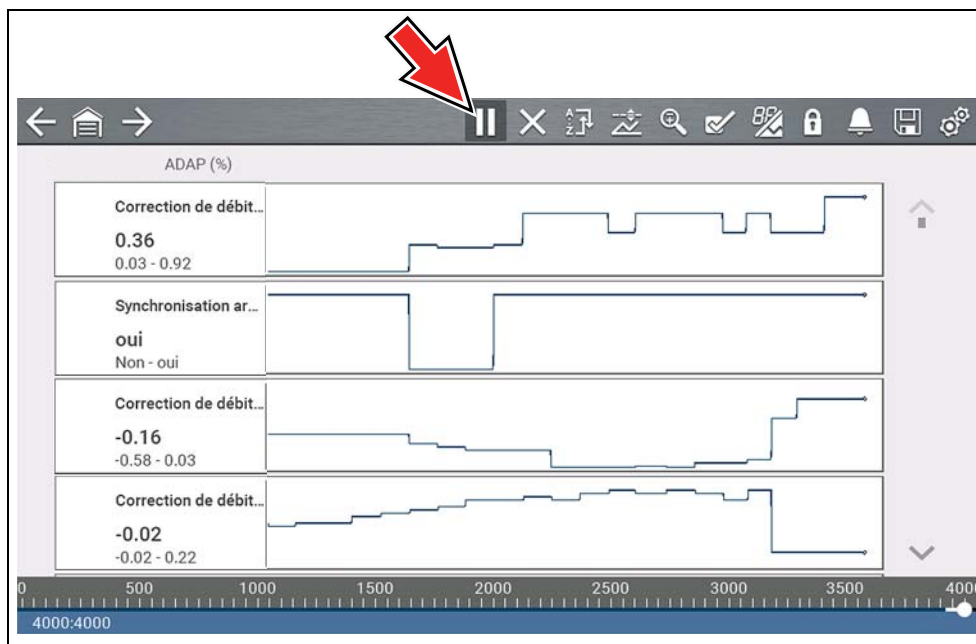 ADAP (%)
Correction de débit...
0.36
0.03 - 0.92
Synchronisation ar...
oui
Non - oui
Correction de débit...
-0.16
-0.58 - 0.03
Correction de débit...
-0.02
-0.02 - 0.22
0 500 1000 1500 2000 2500 3000 3500 400
4000:4000